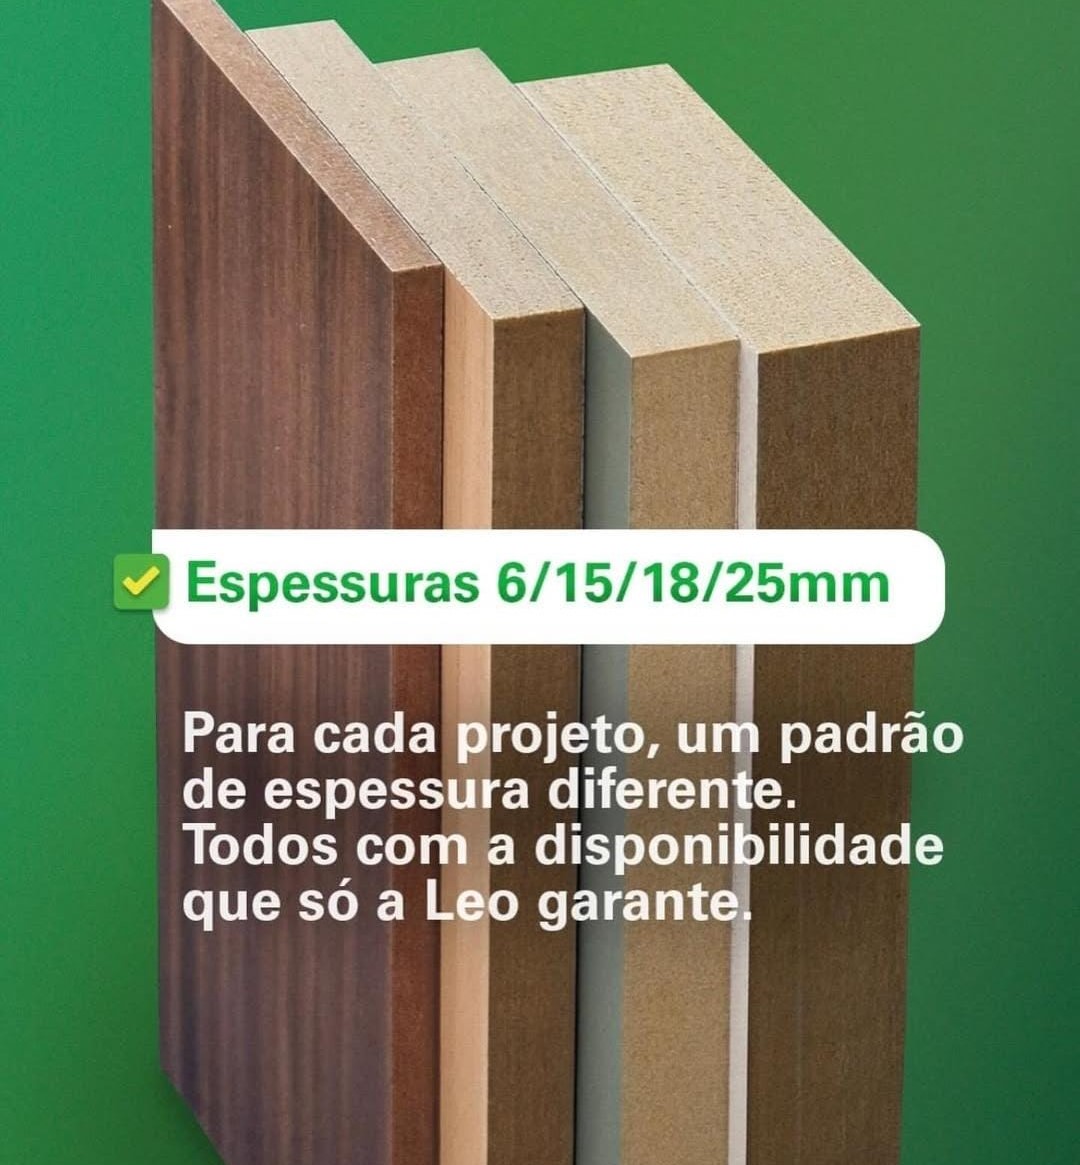 ✅ Espessuras 6/15/18/25mm
Para cada projeto, um padrão
de espessura diferente.
Todos com a disponibilidade
que só a Leo garante.